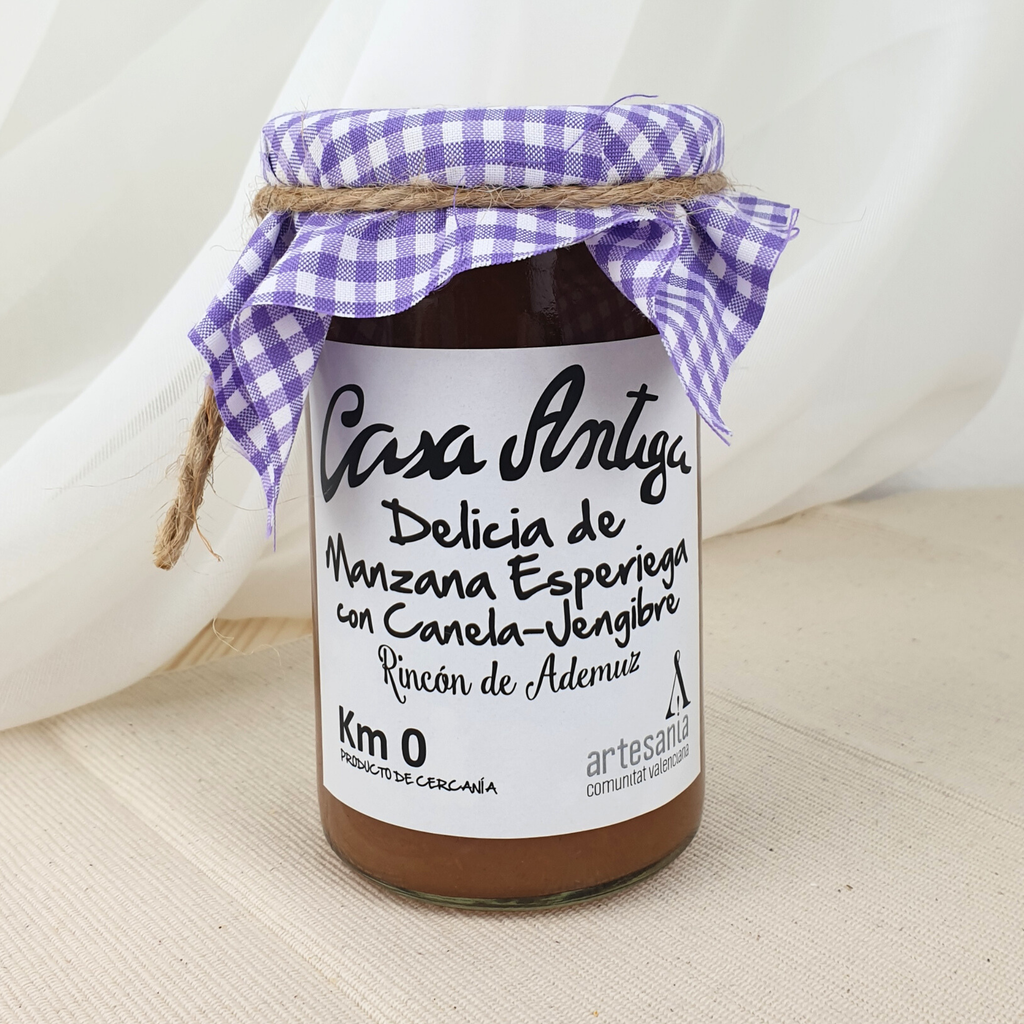 Casa Antiga
Delicia de
Manzana Esperiega
con Canela-Jengibre
Rincón de Ademuz
Km 0
PRODUCTO DE CERCANÍA
artesanía
comunitat valenciana